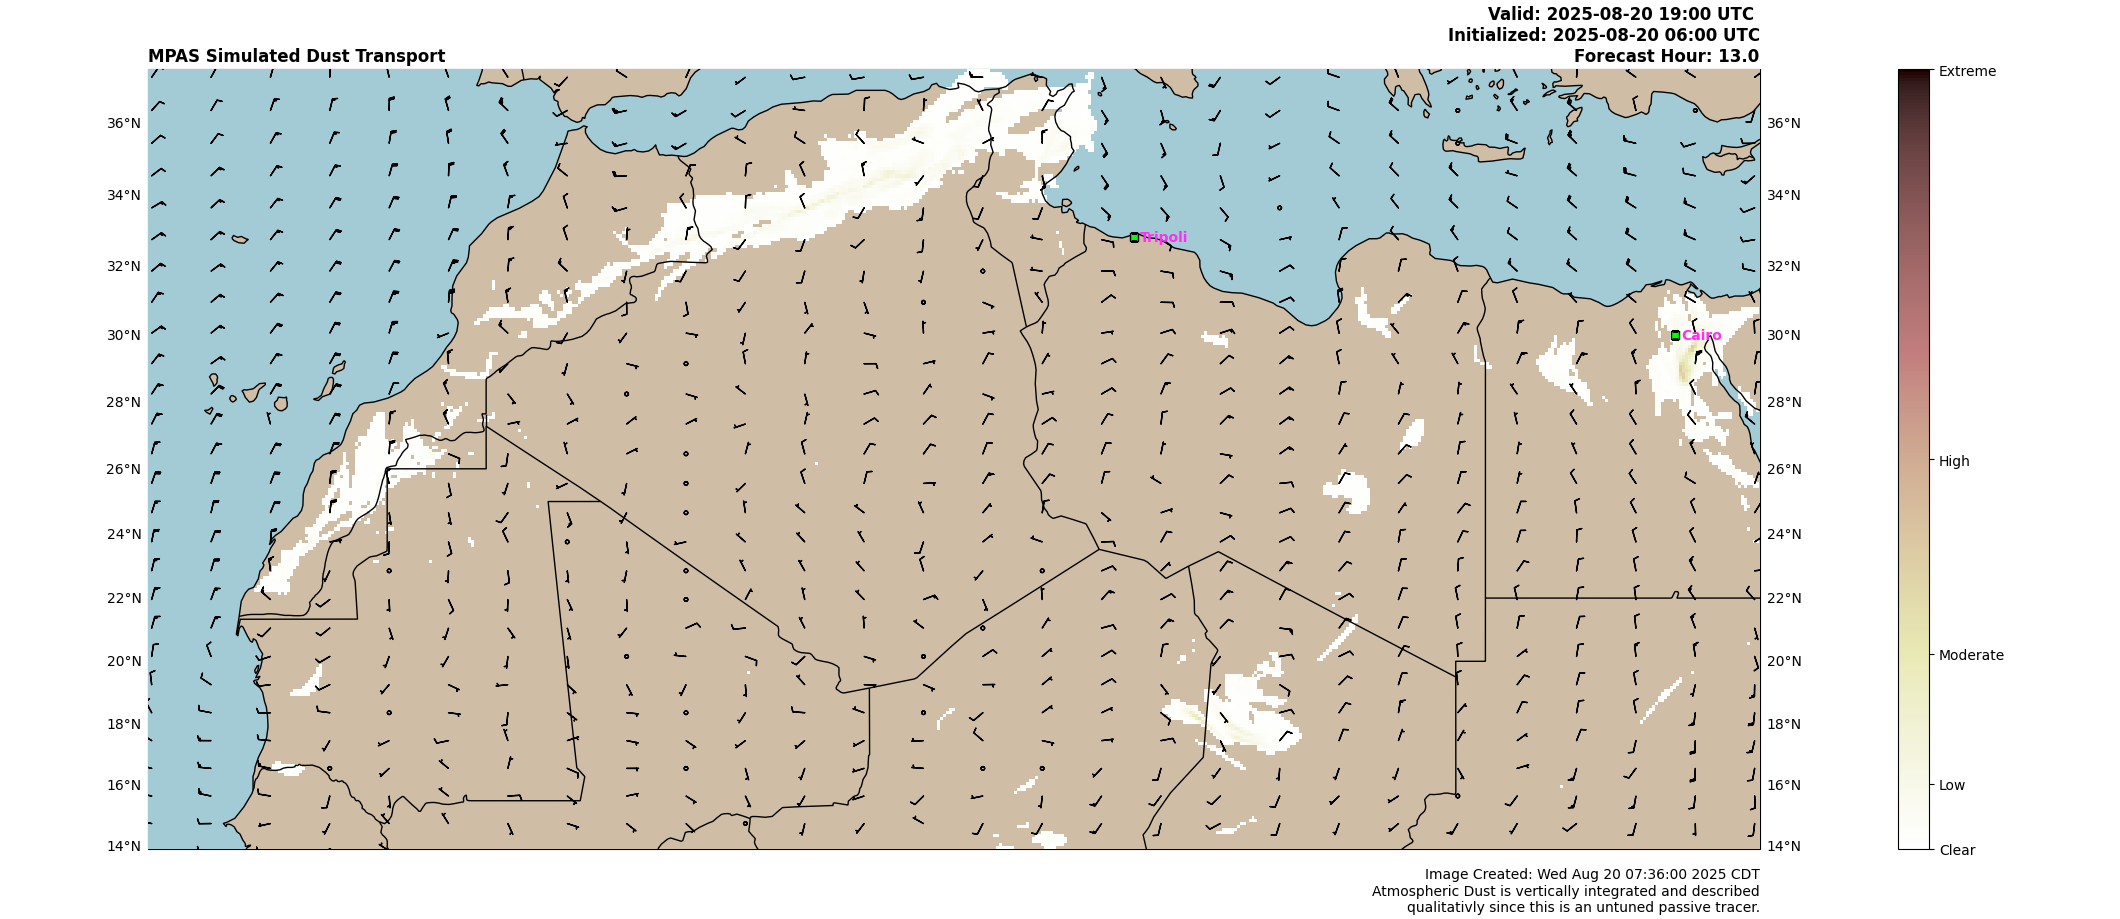 Valid: 2025-08-20 19:00 UTC
Initialized: 2025-08-20 06:00 UTC
MPAS Simulated Dust Transport
Forecast Hour: 13.0
36°N
34°N
32°N
30°N
28°N
26°N
24°N
22°N
20°N
18°N
16°N
14°N
Tripoli
Cairo
36°N
34°N
32°N
30°N
28°N
26°N
24°N
22°N
20°N
18°N
16°N
14°N
Extreme
High
Moderate
Low
Clear
Image Created: Wed Aug 20 07:36:00 2025 CDT
Atmospheric Dust is vertically integrated and described
qualitativly since this is an untuned passive tracer.